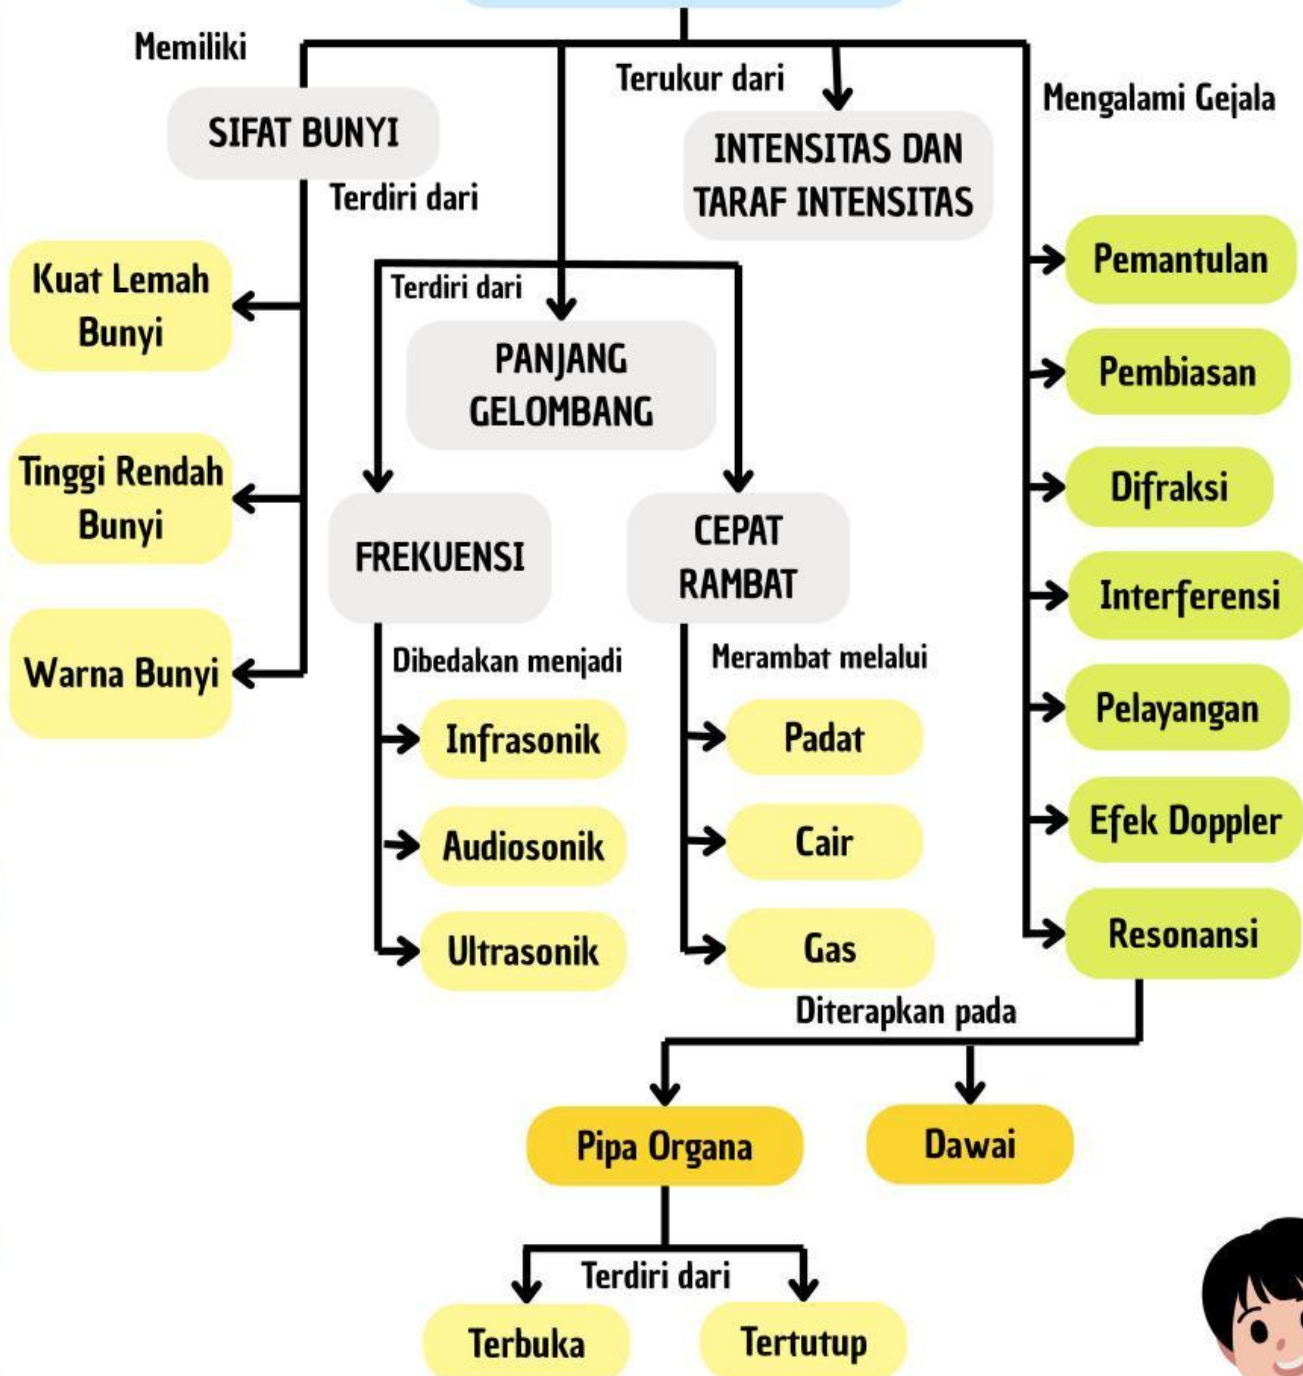 Memiliki
Terukur dari
Mengalami Gejala
SIFAT BUNYI
INTENSITAS DAN
TARAF INTENSITAS
Terdiri dari
Kuat Lemah
Bunyi
Tinggi Rendah
Bunyi
Warna Bunyi
Terdiri dari
PANJANG
GELOMBANG
FREKUENSI
CEPAT
RAMBAT
Dibedakan menjadi
Infrasonik
Audiosonik
Ultrasonik
Merambat melalui
Padat
Cair
Gas
Pemantulan
Pembiasan
Difraksi
Interferensi
Pelayangan
Efek Doppler
Resonansi
Diterapkan pada
Pipa Organa
Dawai
Terdiri dari
Terbuka
Tertutup